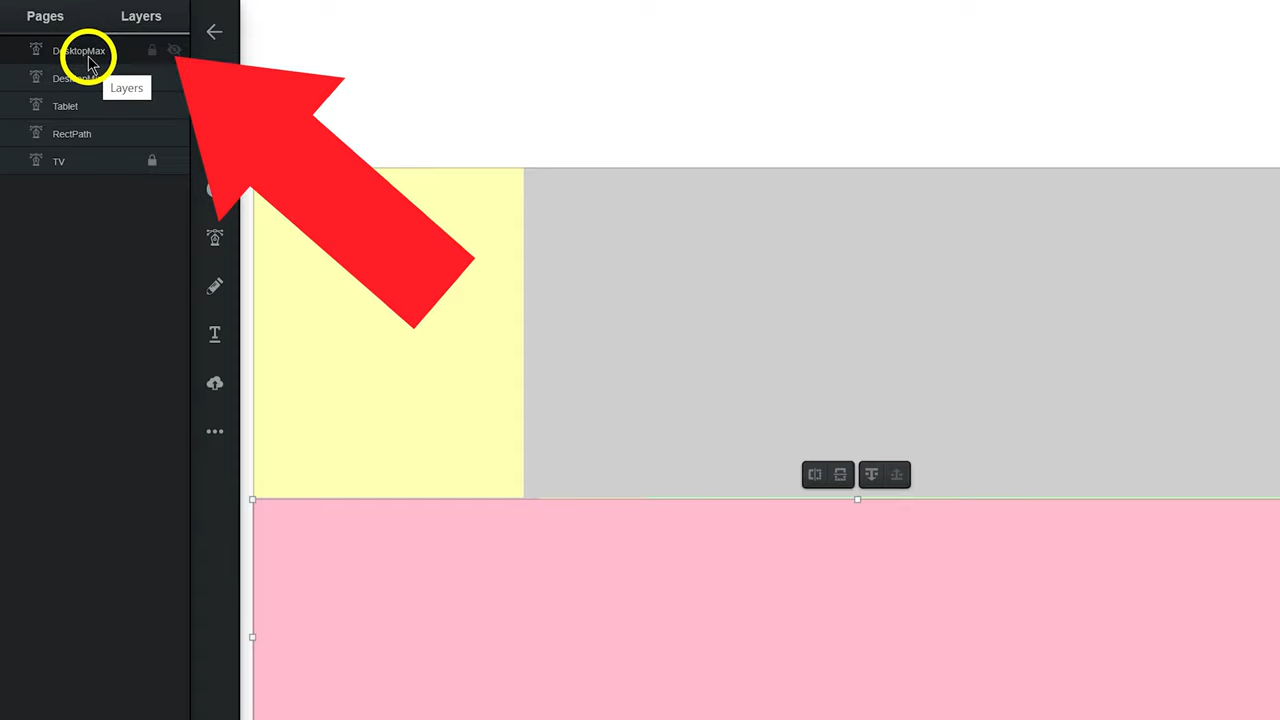 Pages Layers
DesktopMax
Layers
Tablet
RectPath
TV
T